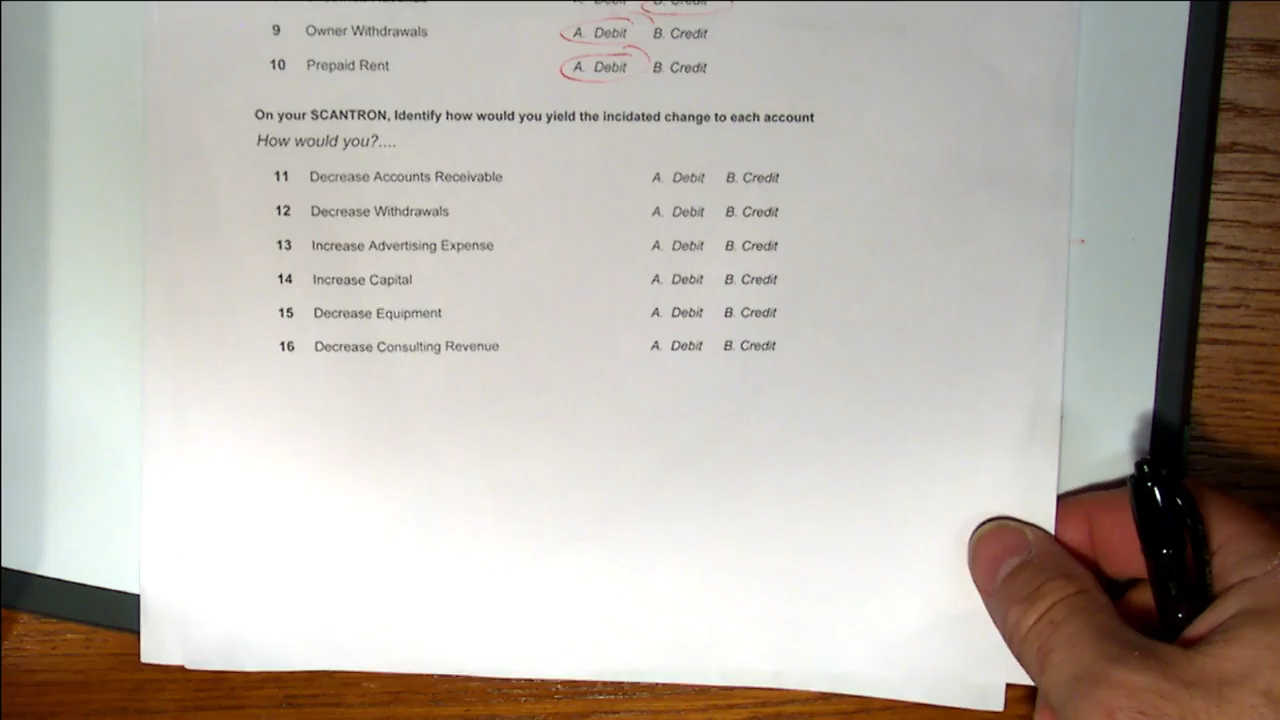 B. Credit
9 Owner Withdrawals A. Debit B. Credit
10 Prepaid Rent A. Debit B. Credit
On your SCANTRON, Identify how would you yield the incidated change to each account
How would you?....
11 Decrease Accounts Receivable A. Debit B. Credit
12 Decrease Withdrawals A. Debit B. Credit
13 Increase Advertising Expense A. Debit B. Credit
14 Increase Capital A. Debit B. Credit
15 Decrease Equipment A. Debit B. Credit
16 Decrease Consulting Revenue A. Debit B. Credit